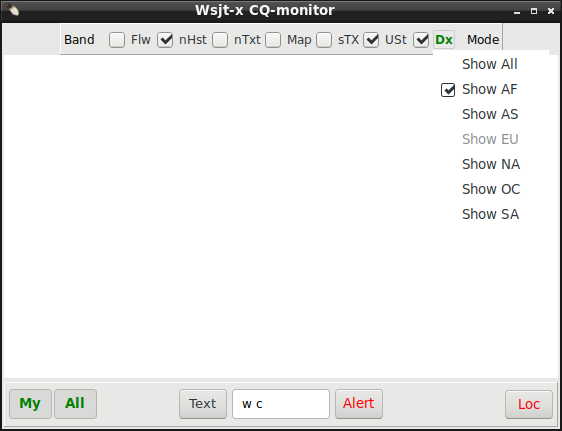 Wsjt-x CQ-monitor
Band Flw nHst nTxt Map sTX USt Dx Mode
Show All
Show AF
Show AS
Show EU
Show NA
Show OC
Show SA
My All Text w c Alert Loc